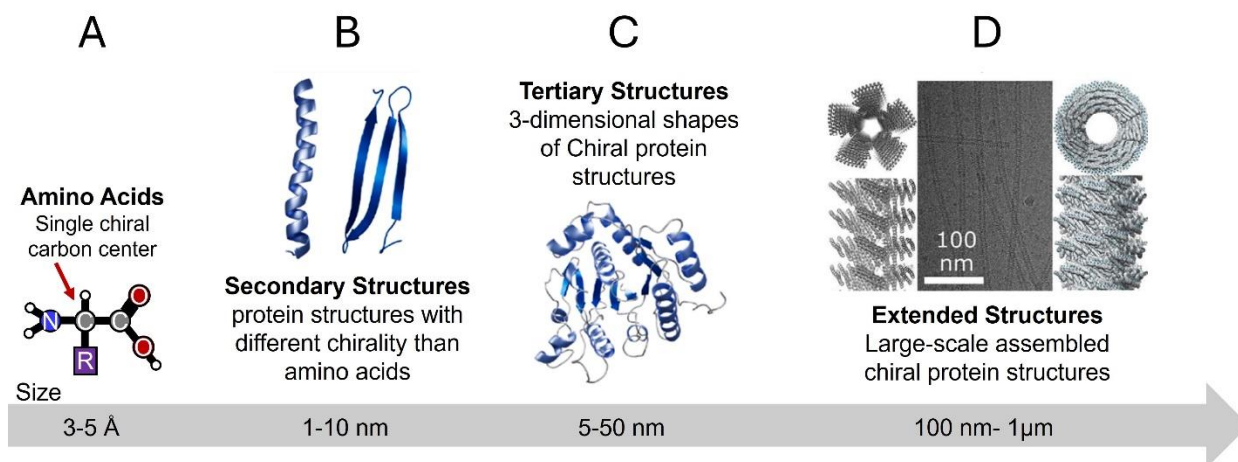 A
B
C
D
Amino Acids
Single chiral
carbon center
N
C
C
R
Secondary Structures
protein structures with
different chirality than
amino acids
Tertiary Structures
3-dimensional shapes
of Chiral protein
structures
100
nm
Extended Structures
Large-scale assembled
chiral protein structures
Size
3-5 Å
1-10 nm
5-50 nm
100 nm- 1µm